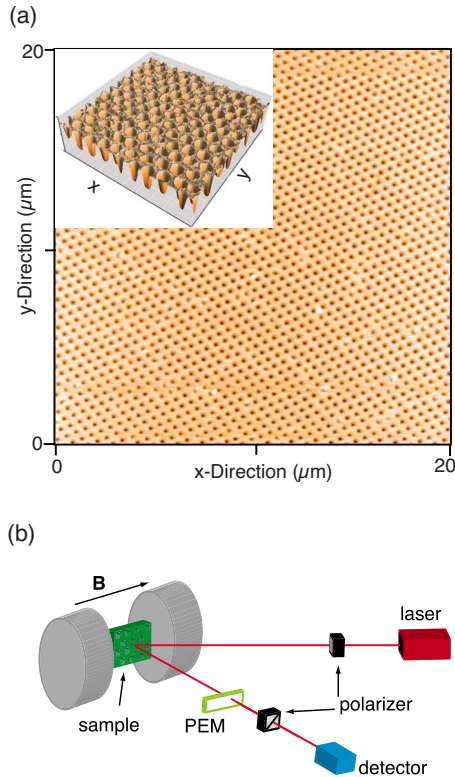 (a)
20
y-Direction (µm)
x
y
0
0
20
x-Direction (µm)
(b)
B
laser
sample
PEM
polarizer
detector